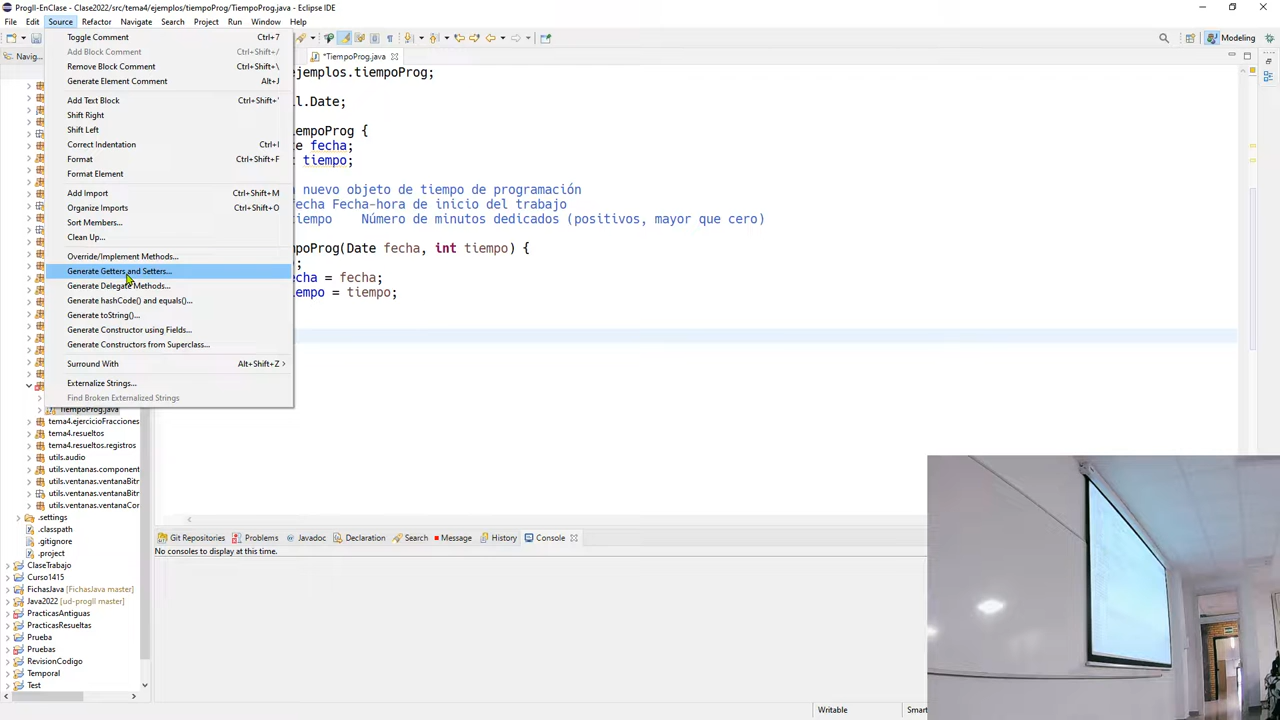 ProgII-EnClase - Clase2022/src/tema4/ejemplos/tiempoProg/TiempoProg.java - Eclipse IDE
File Edit Source Refactor Navigate Search Project Run Window Help
Toggle Comment Ctrl+7
Add Block Comment Ctrl+Shift+/
Remove Block Comment Ctrl+Shift+\
Generate Element Comment Alt+J
Add Text Block Ctrl+Shift+'
Shift Right
Shift Left
Correct Indentation Ctrl+I
Format Ctrl+Shift+F
Format Element
Add Import Ctrl+Shift+M
Organize Imports Ctrl+Shift+O
Sort Members...
Clean Up...
Override/Implement Methods...
Generate Getters and Setters...
Generate Delegate Methods...
Generate hashCode() and equals()...
Generate toString()...
Generate Constructor using Fields...
Generate Constructors from Superclass...
Surround With Alt+Shift+Z >
Externalize Strings...
Find Broken Externalized Strings
Modeling
Navig...
*TiempoProg.java
ejemplos.tiempoProg;
l.Date;
empoProg {
e fecha;
t tiempo;
nuevo objeto de tiempo de programación
echa Fecha-hora de inicio del trabajo
iempo Número de minutos dedicados (positivos, mayor que cero)
mpoProg(Date fecha, int tiempo) {
;
cha = fecha;
empo = tiempo;
TiempoProg.java
tema4.ejercicioFracciones
tema4.resueltos
tema4.resueltos.registros
utils.audio
utils.ventanas.component
utils.ventanas.ventanaBitr
utils.ventanas.ventanaBitr
utils.ventanas.ventanaCor
.settings
.classpath
.gitignore
.project
ClaseTrabajo
Curso1415
FichasJava [FichasJava master]
Java2022 [ud-progII master]
PracticasAntiguas
PracticasResueltas
Prueba
Pruebas
RevisionCodigo
Temporal
Test
Git Repositories Problems Javadoc Declaration Search Message History Console
No consoles to display at this time.
Writable Smar